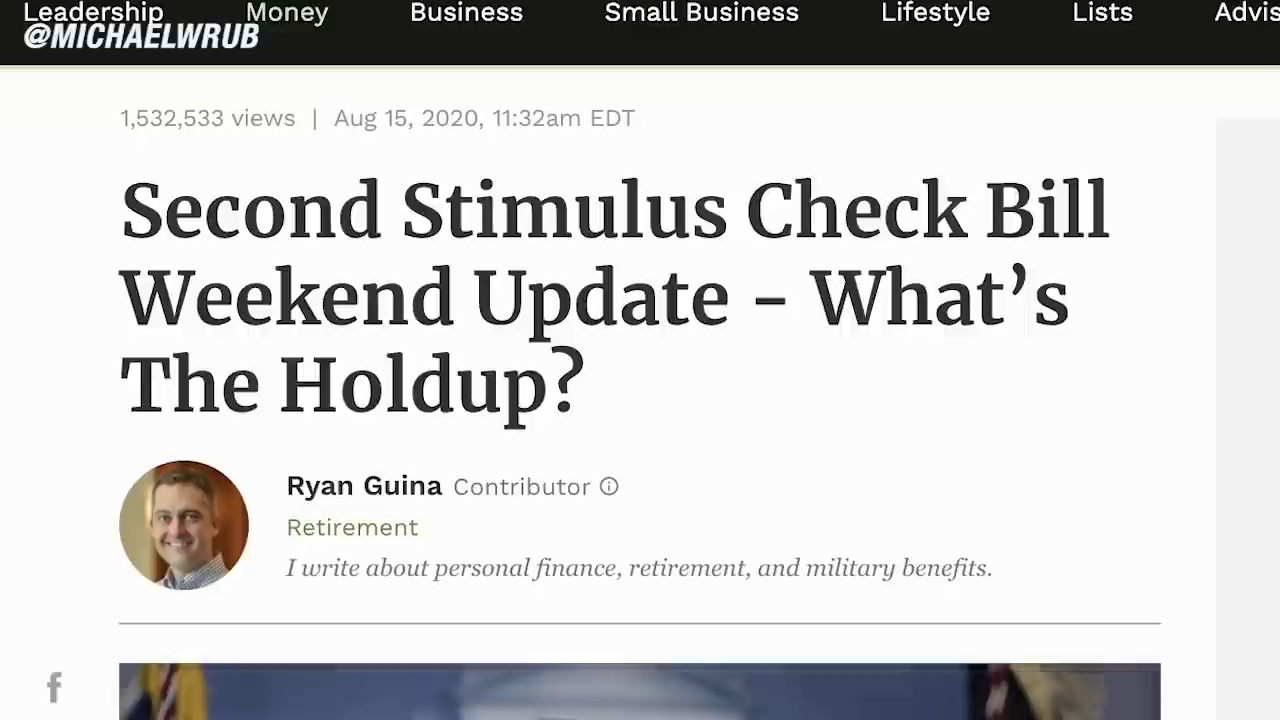 Leadership Money Business Small Business Lifestyle Lists Advis
@MICHAELWRUB
1,532,533 views | Aug 15, 2020, 11:32am EDT
Second Stimulus Check Bill
Weekend Update - What’s
The Holdup?
Ryan Guina Contributor
Retirement
I write about personal finance, retirement, and military benefits.
f